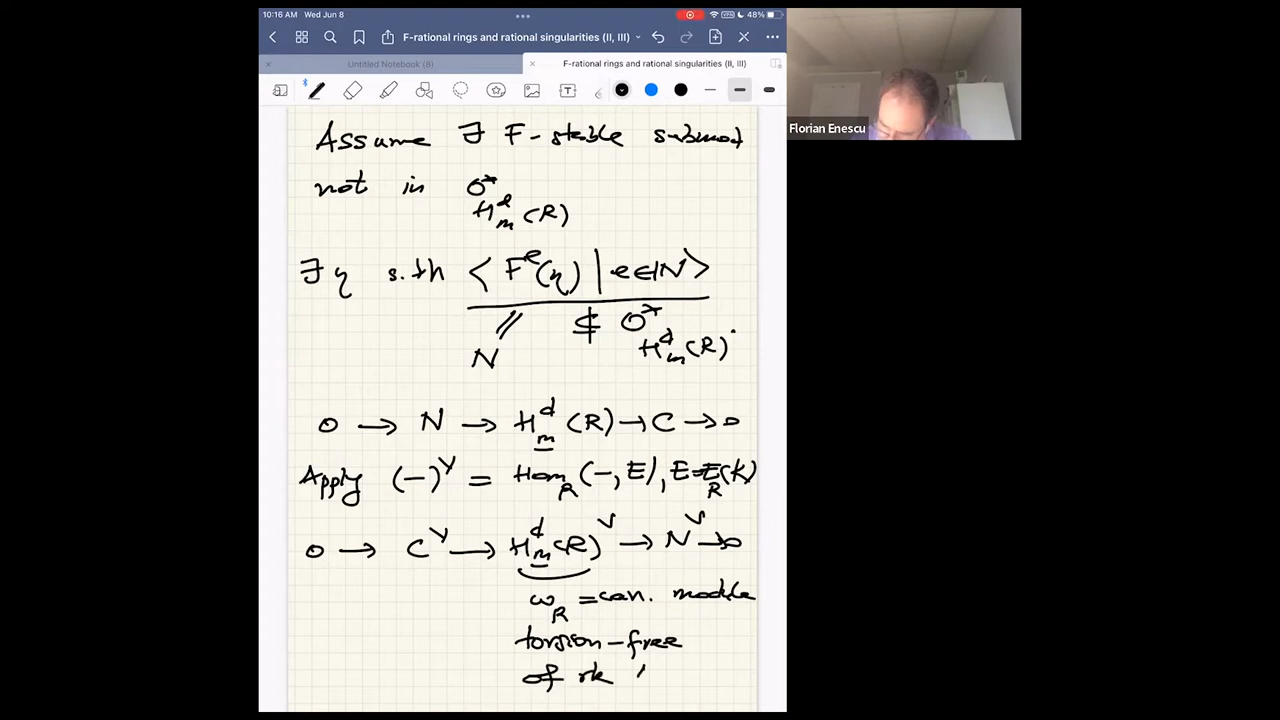 10:16 AM Wed Jun 8
VPN 48%
F-rational rings and rational singularities (II, III)
Untitled Notebook (8)
F-rational rings and rational singularities (II, III)
Florian Enescu
Assume ∃ F-stable submod
not in 0*_{H^d_m(R)}
∃ η s.th ⟨ F^e(η) | e∈ℕ ⟩
N = ⊄ 0*_{H^d_m(R)}.
0 → N → H^d_m(R) → C → 0
Apply (-)^∨ = Hom_R(-, E), E = E_R(k)
0 → C^∨ → H^d_m(R)^∨ → N^∨ → 0
ω_R = can. module
torsion-free
of rk 1